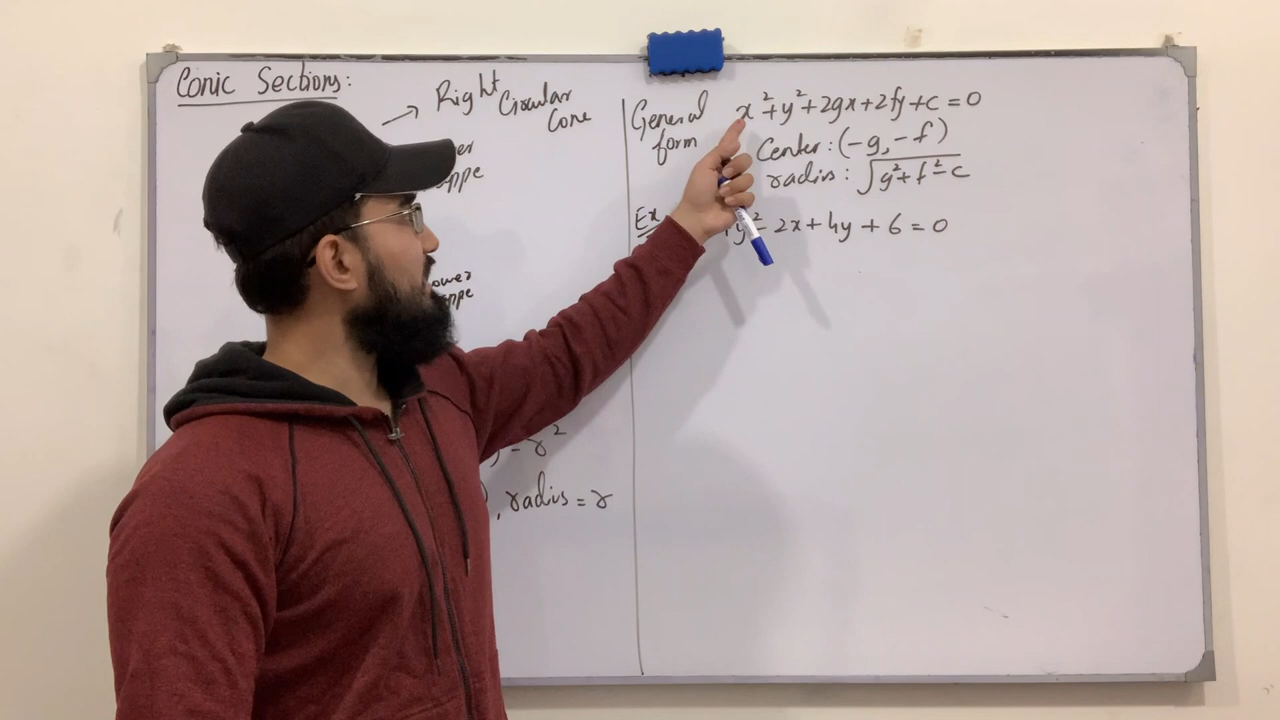 Conic Sections:
→ Right Circular
Cone
radius = r
General
form
x²+y²+2gx+2fy+c=0
Center: (-g, -f)
radius: √g²+f²-c
Ex
y²-2x+4y+6=0